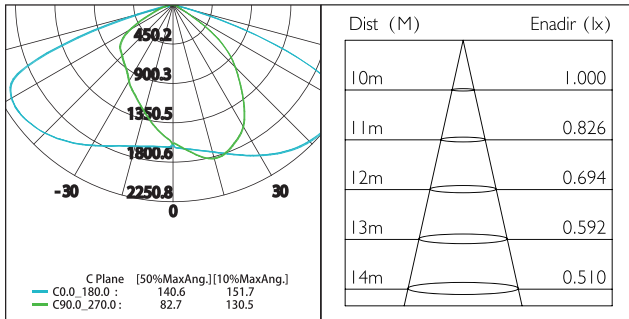 450.2
900.3
1350.5
1800.6
2250.8
-30
30
0
C Plane [50%MaxAng.][10%MaxAng.]
C0.0_180.0 : 140.6 151.7
C90.0_270.0 : 82.7 130.5
Dist (M) Enadir (lx)
10m 1.000
11m 0.826
12m 0.694
13m 0.592
14m 0.510